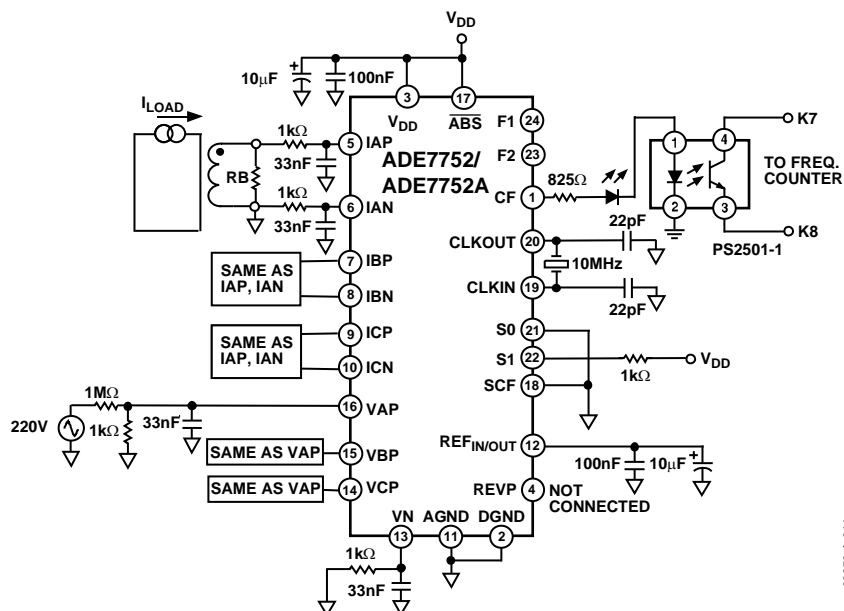 VDD
10µF
+
100nF
3
17
VDD
ABS
ILOAD
1kΩ
5
IAP
33nF
RB
1kΩ
6
IAN
33nF
ADE7752/
ADE7752A
F1
24
F2
23
CF
1
825Ω
1
4
K7
TO FREQ.
COUNTER
2
3
K8
PS2501-1
SAME AS
IAP, IAN
7
IBP
8
IBN
CLKOUT
20
22pF
10MHz
CLKIN
19
22pF
SAME AS
IAP, IAN
9
ICP
10
ICN
S0
21
S1
22
1kΩ
VDD
SCF
18
220V
1MΩ
1kΩ
33nF
16
VAP
SAME AS VAP
15
VBP
SAME AS VAP
14
VCP
REFIN/OUT
12
100nF
10µF
+
REVP
4
NOT
CONNECTED
VN
AGND
DGND
13
11
2
1kΩ
33nF